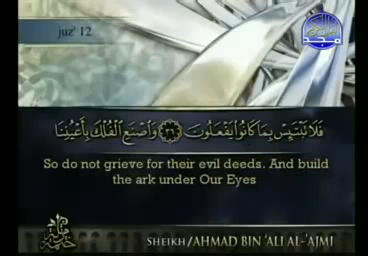 juz' 12
المجد
فَلَا تَبْتَئِسْ بِمَا كَانُوا يَفْعَلُونَ ﴿٣٦﴾ وَاصْنَعِ الْفُلْكَ بِأَعْيُنِنَا
So do not grieve for their evil deeds. And build
the ark under Our Eyes
SHEIKH/AHMAD BIN 'ALI AL-'AJMI